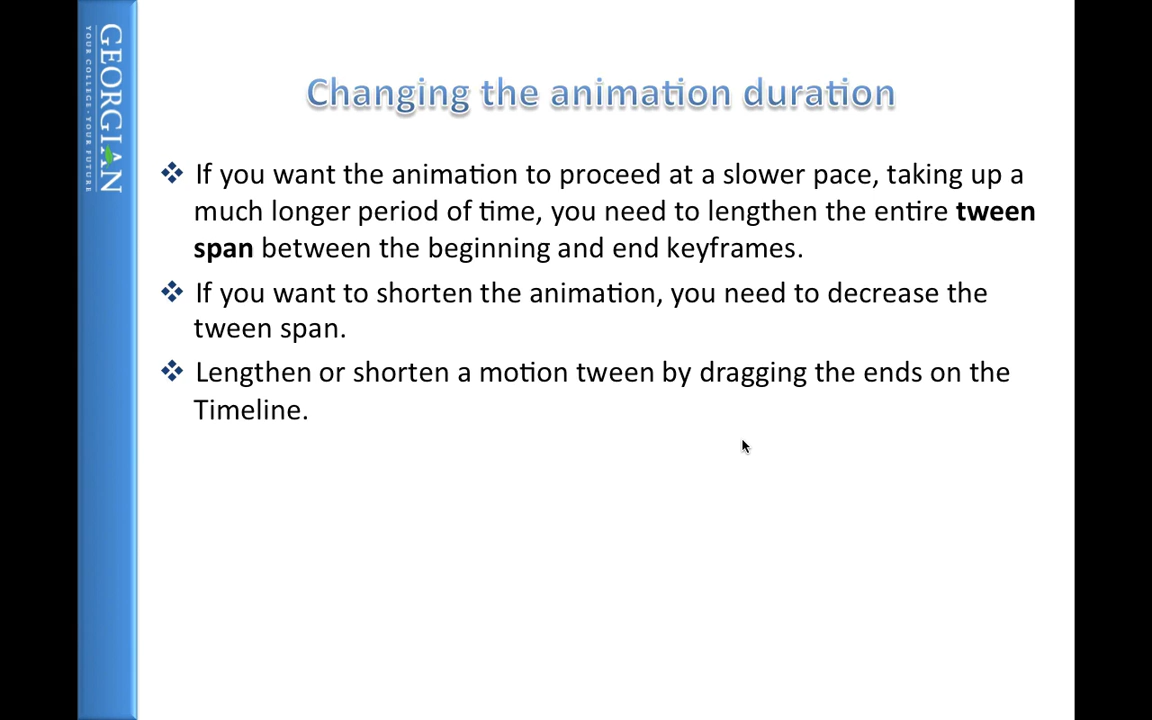 GEORGIAN
YOUR COLLEGE · YOUR FUTURE
Changing the animation duration
❖ If you want the animation to proceed at a slower pace, taking up a
much longer period of time, you need to lengthen the entire tween
span between the beginning and end keyframes.
❖ If you want to shorten the animation, you need to decrease the
tween span.
❖ Lengthen or shorten a motion tween by dragging the ends on the
Timeline.